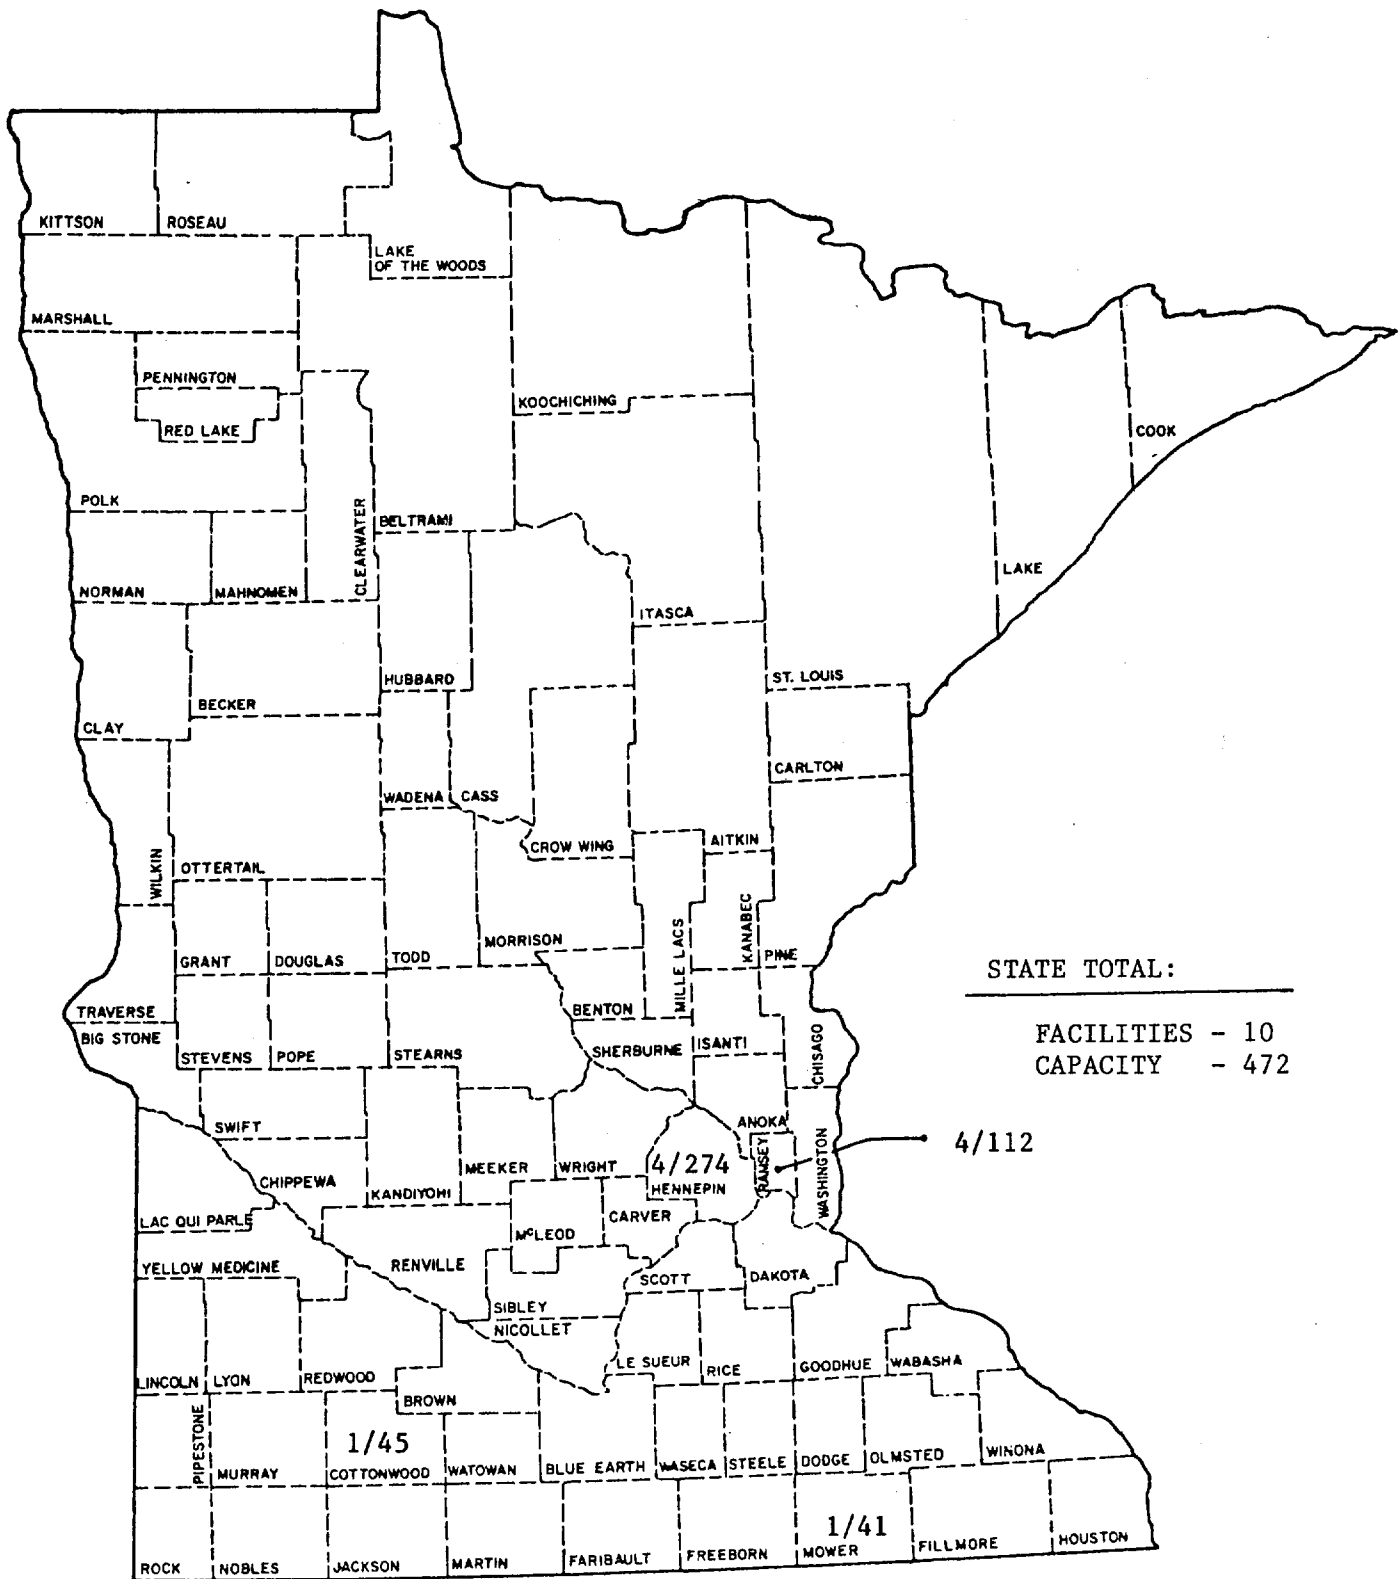 KITTSON
ROSEAU
LAKE
OF THE WOODS
MARSHALL
PENNINGTON
RED LAKE
KOOCHICHING
COOK
POLK
CLEARWATER
BELTRAMI
LAKE
NORMAN
MAHNOMEN
ITASCA
HUBBARD
ST. LOUIS
BECKER
CLAY
CARLTON
WADENA
CASS
CROW WING
AITKIN
WILKIN
OTTERTAIL
KANABEC
MORRISON
MILLE LACS
PINE
GRANT
DOUGLAS
TODD
STATE TOTAL:
FACILITIES - 10
CAPACITY - 472
TRAVERSE
BIG STONE
BENTON
STEVENS
POPE
STEARNS
SHERBURNE
ISANTI
CHISAGO
SWIFT
ANOKA
4/112
RAMSEY
WASHINGTON
CHIPPEWA
KANDIYOHI
MEEKER
WRIGHT
4/274
HENNEPIN
LAC QUI PARLE
CARVER
McLEOD
YELLOW MEDICINE
RENVILLE
SCOTT
DAKOTA
SIBLEY
NICOLLET
LINCOLN
LYON
REDWOOD
LE SUEUR
RICE
GOODHUE
WABASHA
BROWN
PIPESTONE
MURRAY
1/45
COTTONWOOD
WATOWAN
BLUE EARTH
WASECA
STEELE
DODGE
OLMSTED
WINONA
ROCK
NOBLES
JACKSON
MARTIN
FARIBAULT
FREEBORN
1/41
MOWER
FILLMORE
HOUSTON